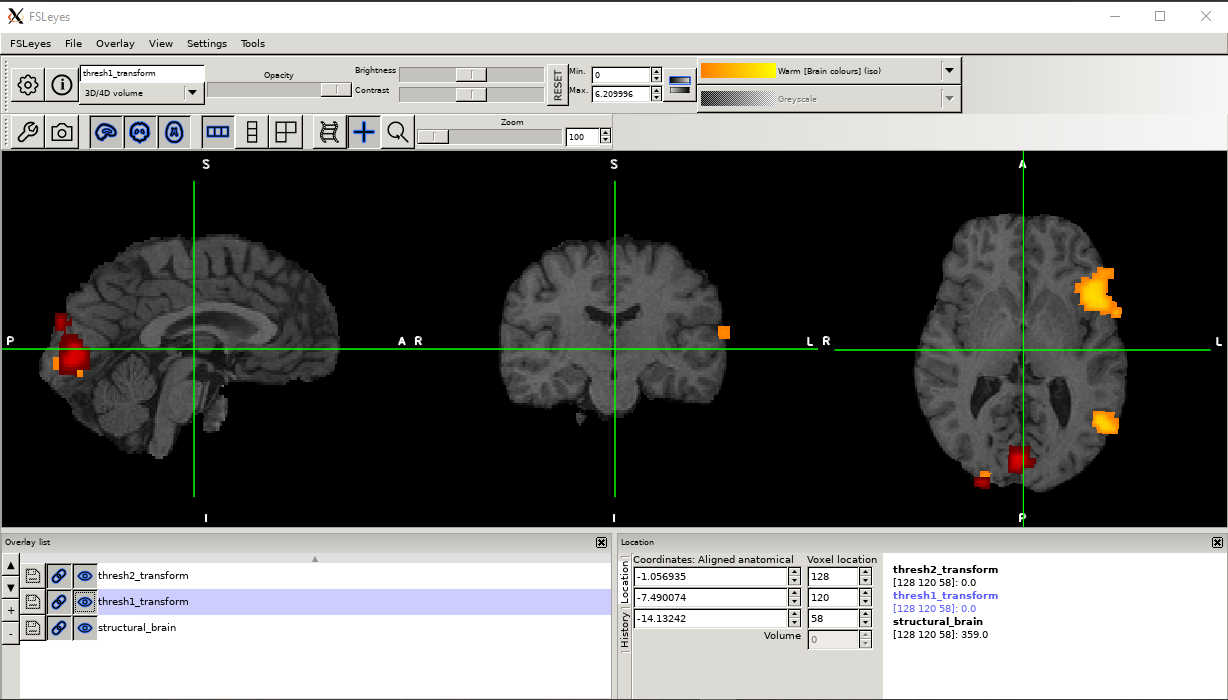 FSLeyes
FSLeyes File Overlay View Settings Tools
thresh1_transform
3D/4D volume
Opacity
Brightness
Contrast
RESET
Min. 0
Max. 6.209996
Warm [Brain colours] (iso)
Greyscale
Zoom
100
S
S
A
P
A
R
L
R
L
I
I
P
Overlay list
thresh2_transform
thresh1_transform
structural_brain
+
-
Location
Location
History
Coordinates: Aligned anatomical
Voxel location
-1.056935
128
-7.490074
120
-14.13242
58
Volume
0
thresh2_transform
[128 120 58]: 0.0
thresh1_transform
[128 120 58]: 0.0
structural_brain
[128 120 58]: 359.0